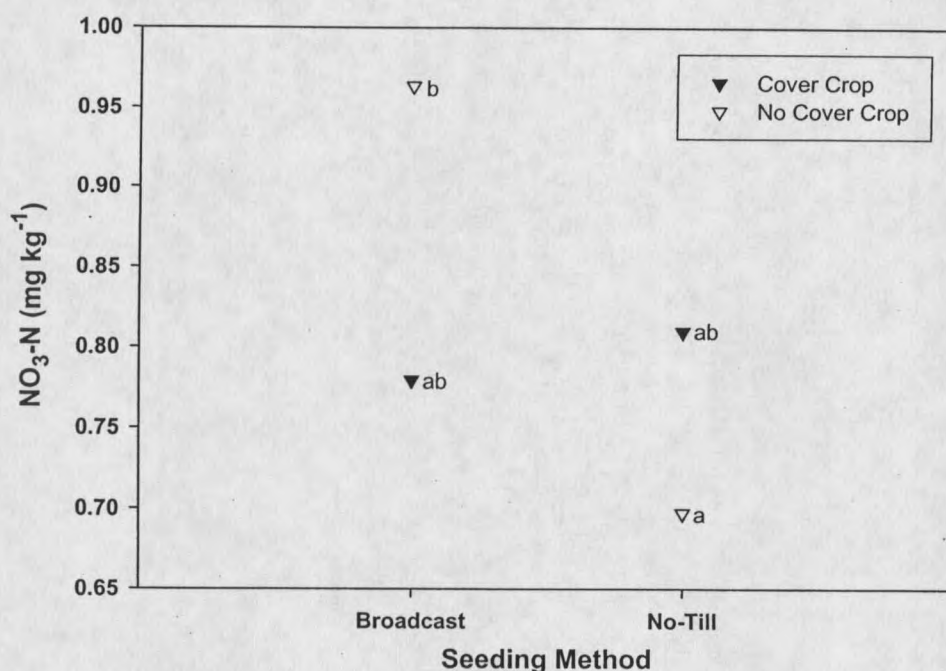 1.00
0.95
0.90
0.85
0.80
0.75
0.70
0.65
NO₃-N (mg kg⁻¹)
▼ Cover Crop
▽ No Cover Crop
b
ab
ab
a
Broadcast No-Till
Seeding Method